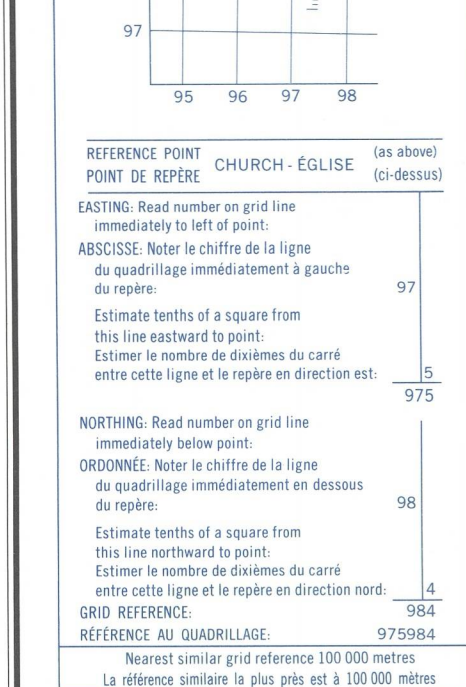 97
95 96 97 98
REFERENCE POINT CHURCH - ÉGLISE (as above)
POINT DE REPÈRE (ci-dessus)
EASTING: Read number on grid line
immediately to left of point:
ABSCISSE: Noter le chiffre de la ligne
du quadrillage immédiatement à gauche
du repère: 97
Estimate tenths of a square from
this line eastward to point:
Estimer le nombre de dixièmes du carré
entre cette ligne et le repère en direction est: 5
975
NORTHING: Read number on grid line
immediately below point:
ORDONNÉE: Noter le chiffre de la ligne
du quadrillage immédiatement en dessous
du repère: 98
Estimate tenths of a square from
this line northward to point:
Estimer le nombre de dixièmes du carré
entre cette ligne et le repère en direction nord: 4
GRID REFERENCE: 984
RÉFÉRENCE AU QUADRILLAGE: 975984
Nearest similar grid reference 100 000 metres
La référence similaire la plus près est à 100 000 mètres